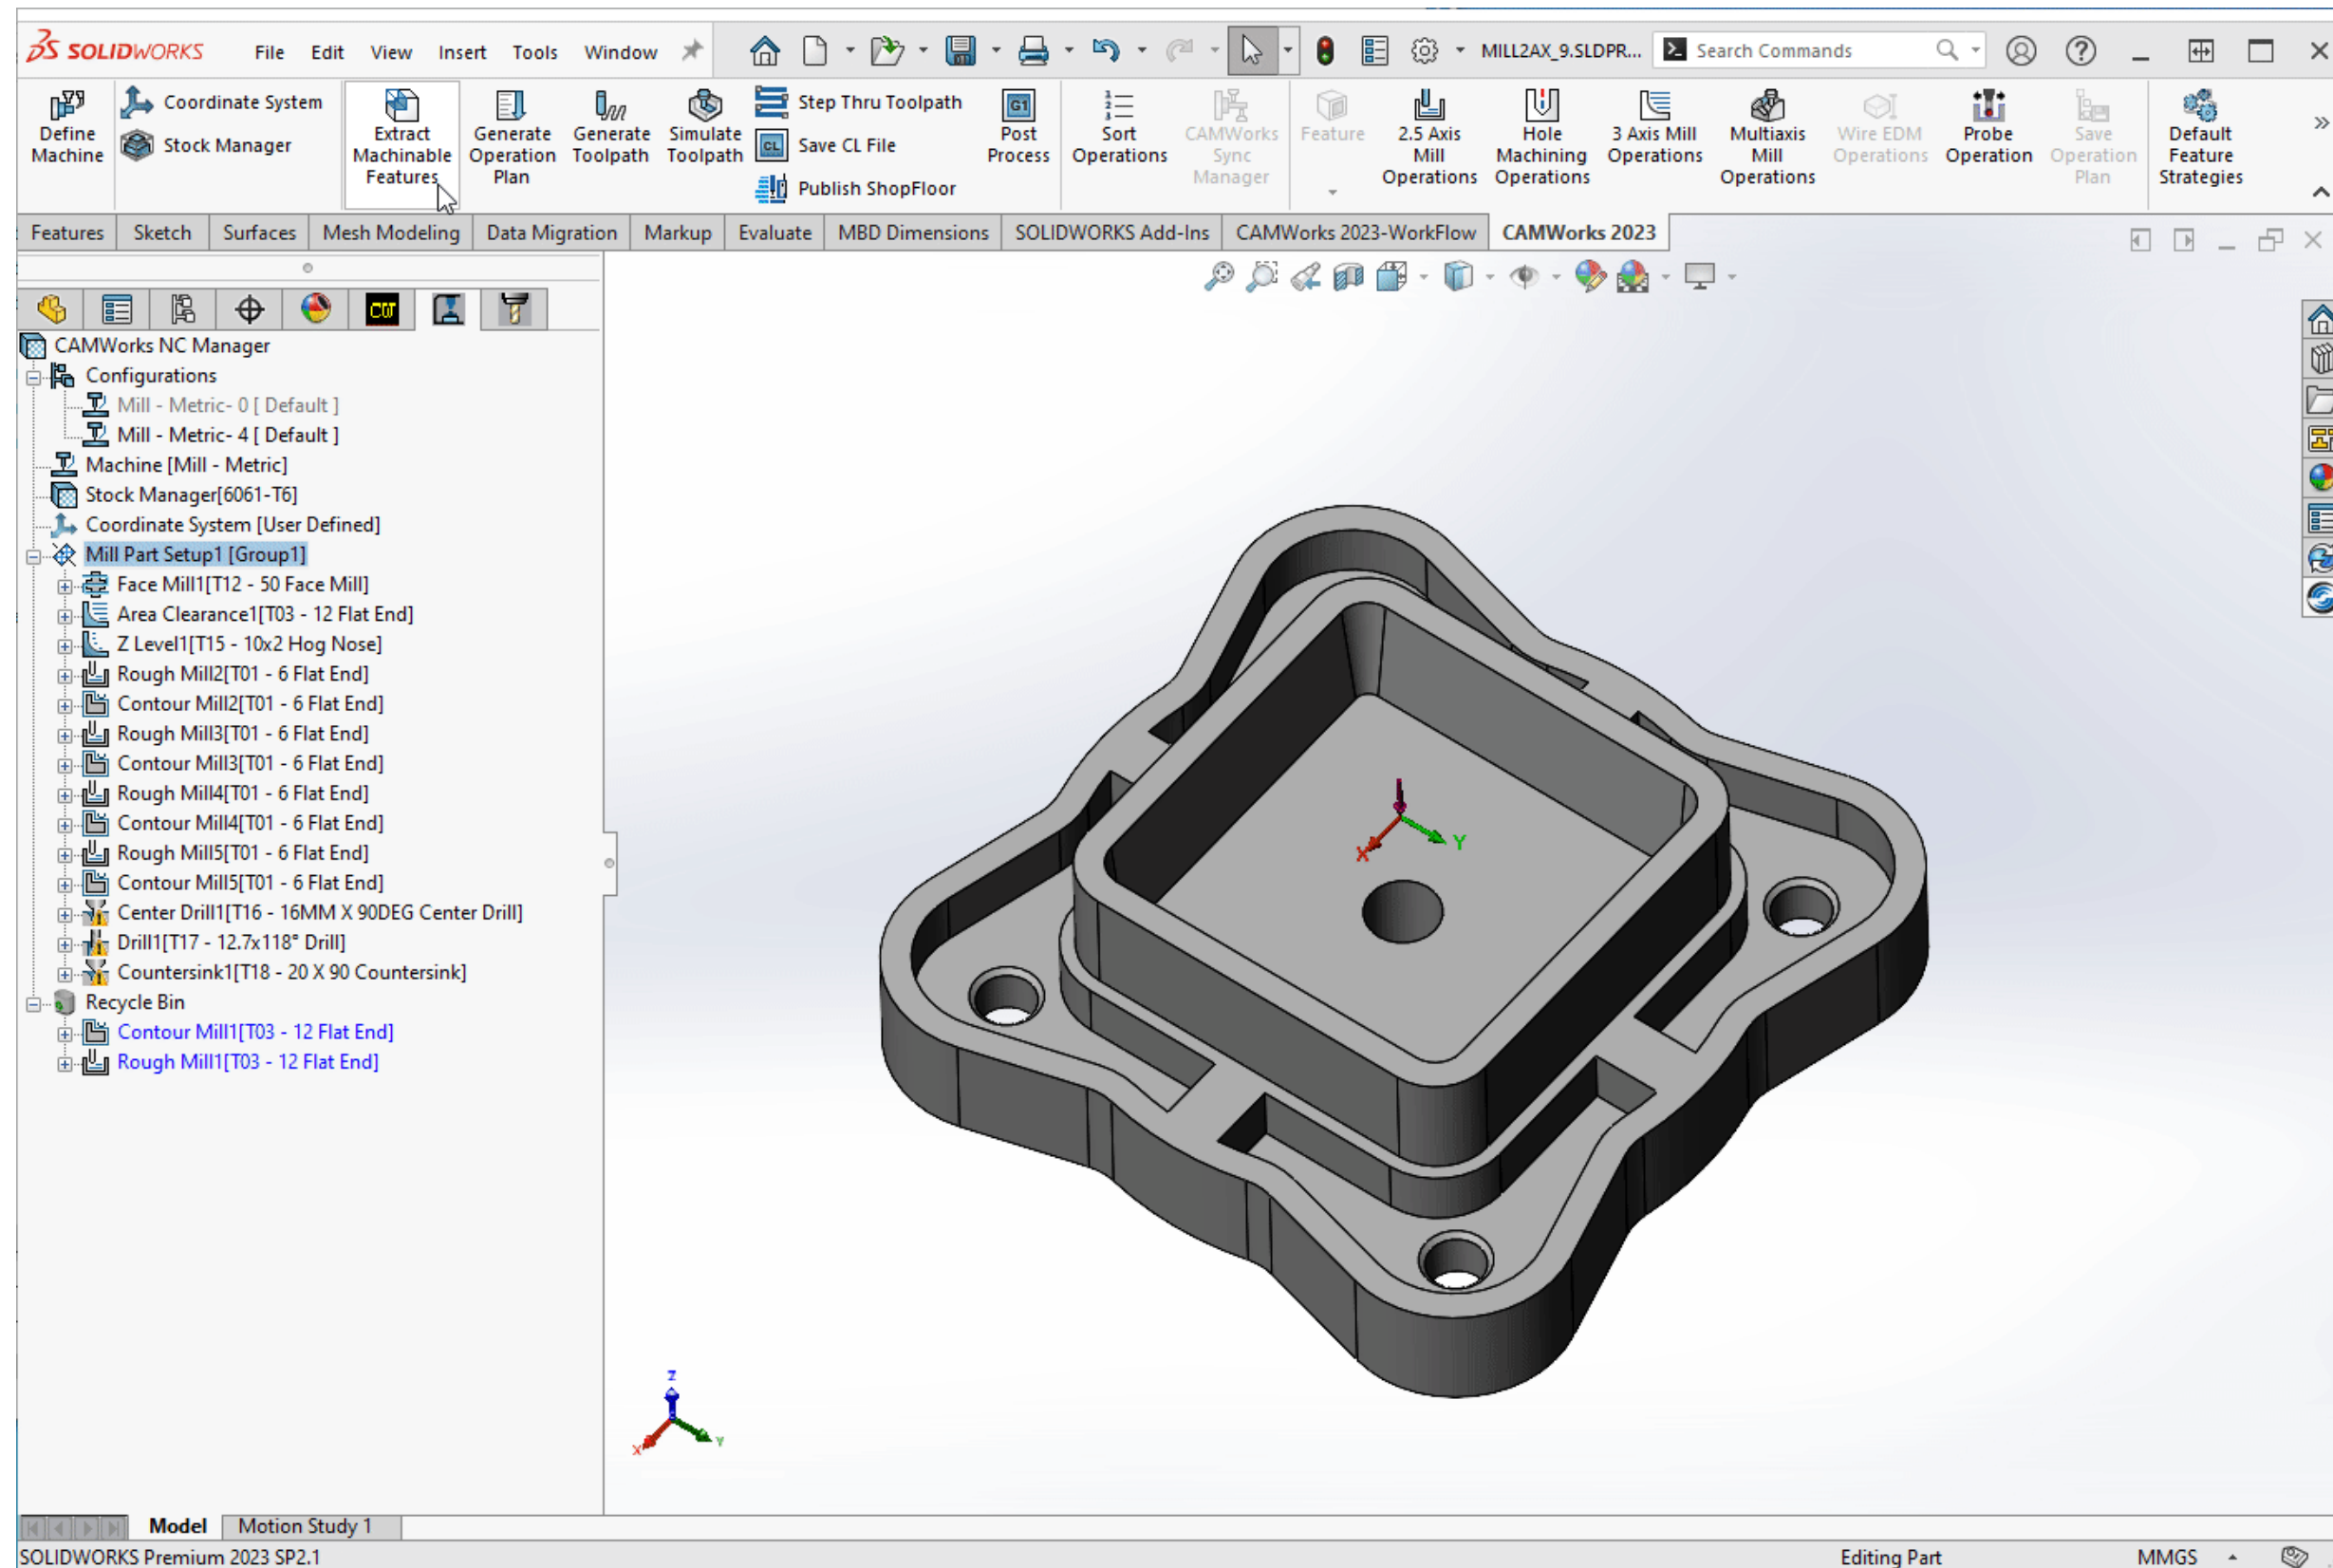 SOLIDWORKS File Edit View Insert Tools Window MILL2AX_9.SLDPR... Search Commands
Define Machine
Coordinate System
Stock Manager
Extract Machinable Features
Generate Operation Plan
Generate Toolpath
Simulate Toolpath
Step Thru Toolpath
CL Save CL File
Publish ShopFloor
G1 Post Process
Sort Operations
CAMWorks Sync Manager
Feature
2.5 Axis Mill Operations
Hole Machining Operations
3 Axis Mill Operations
Multiaxis Mill Operations
Wire EDM Operations
Probe Operation
Save Operation Plan
Default Feature Strategies
Features Sketch Surfaces Mesh Modeling Data Migration Markup Evaluate MBD Dimensions SOLIDWORKS Add-Ins CAMWorks 2023-WorkFlow CAMWorks 2023
CAMWorks NC Manager
Configurations
Mill - Metric- 0 [ Default ]
Mill - Metric- 4 [ Default ]
Machine [Mill - Metric]
Stock Manager[6061-T6]
Coordinate System [User Defined]
Mill Part Setup1 [Group1]
Face Mill1[T12 - 50 Face Mill]
Area Clearance1[T03 - 12 Flat End]
Z Level1[T15 - 10x2 Hog Nose]
Rough Mill2[T01 - 6 Flat End]
Contour Mill2[T01 - 6 Flat End]
Rough Mill3[T01 - 6 Flat End]
Contour Mill3[T01 - 6 Flat End]
Rough Mill4[T01 - 6 Flat End]
Contour Mill4[T01 - 6 Flat End]
Rough Mill5[T01 - 6 Flat End]
Contour Mill5[T01 - 6 Flat End]
Center Drill1[T16 - 16MM X 90DEG Center Drill]
Drill1[T17 - 12.7x118° Drill]
Countersink1[T18 - 20 X 90 Countersink]
Recycle Bin
Contour Mill1[T03 - 12 Flat End]
Rough Mill1[T03 - 12 Flat End]
X Y
Z
X Y
Model Motion Study 1
SOLIDWORKS Premium 2023 SP2.1 Editing Part MMGS